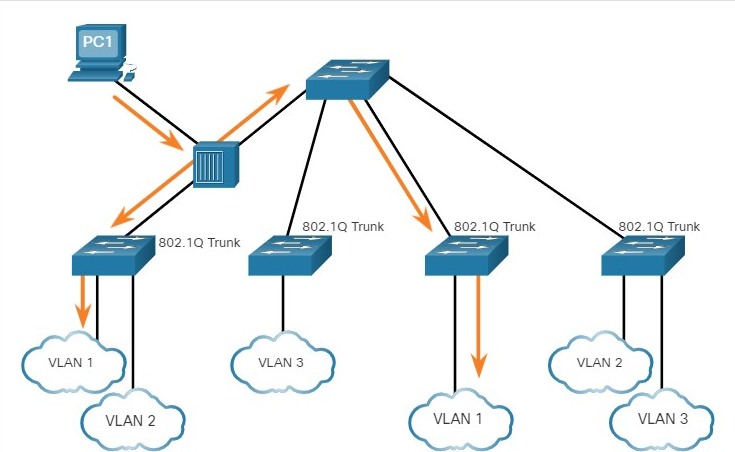 PC1
802.1Q Trunk
802.1Q Trunk
802.1Q Trunk
802.1Q Trunk
VLAN 1
VLAN 3
VLAN 2
VLAN 2
VLAN 1
VLAN 3